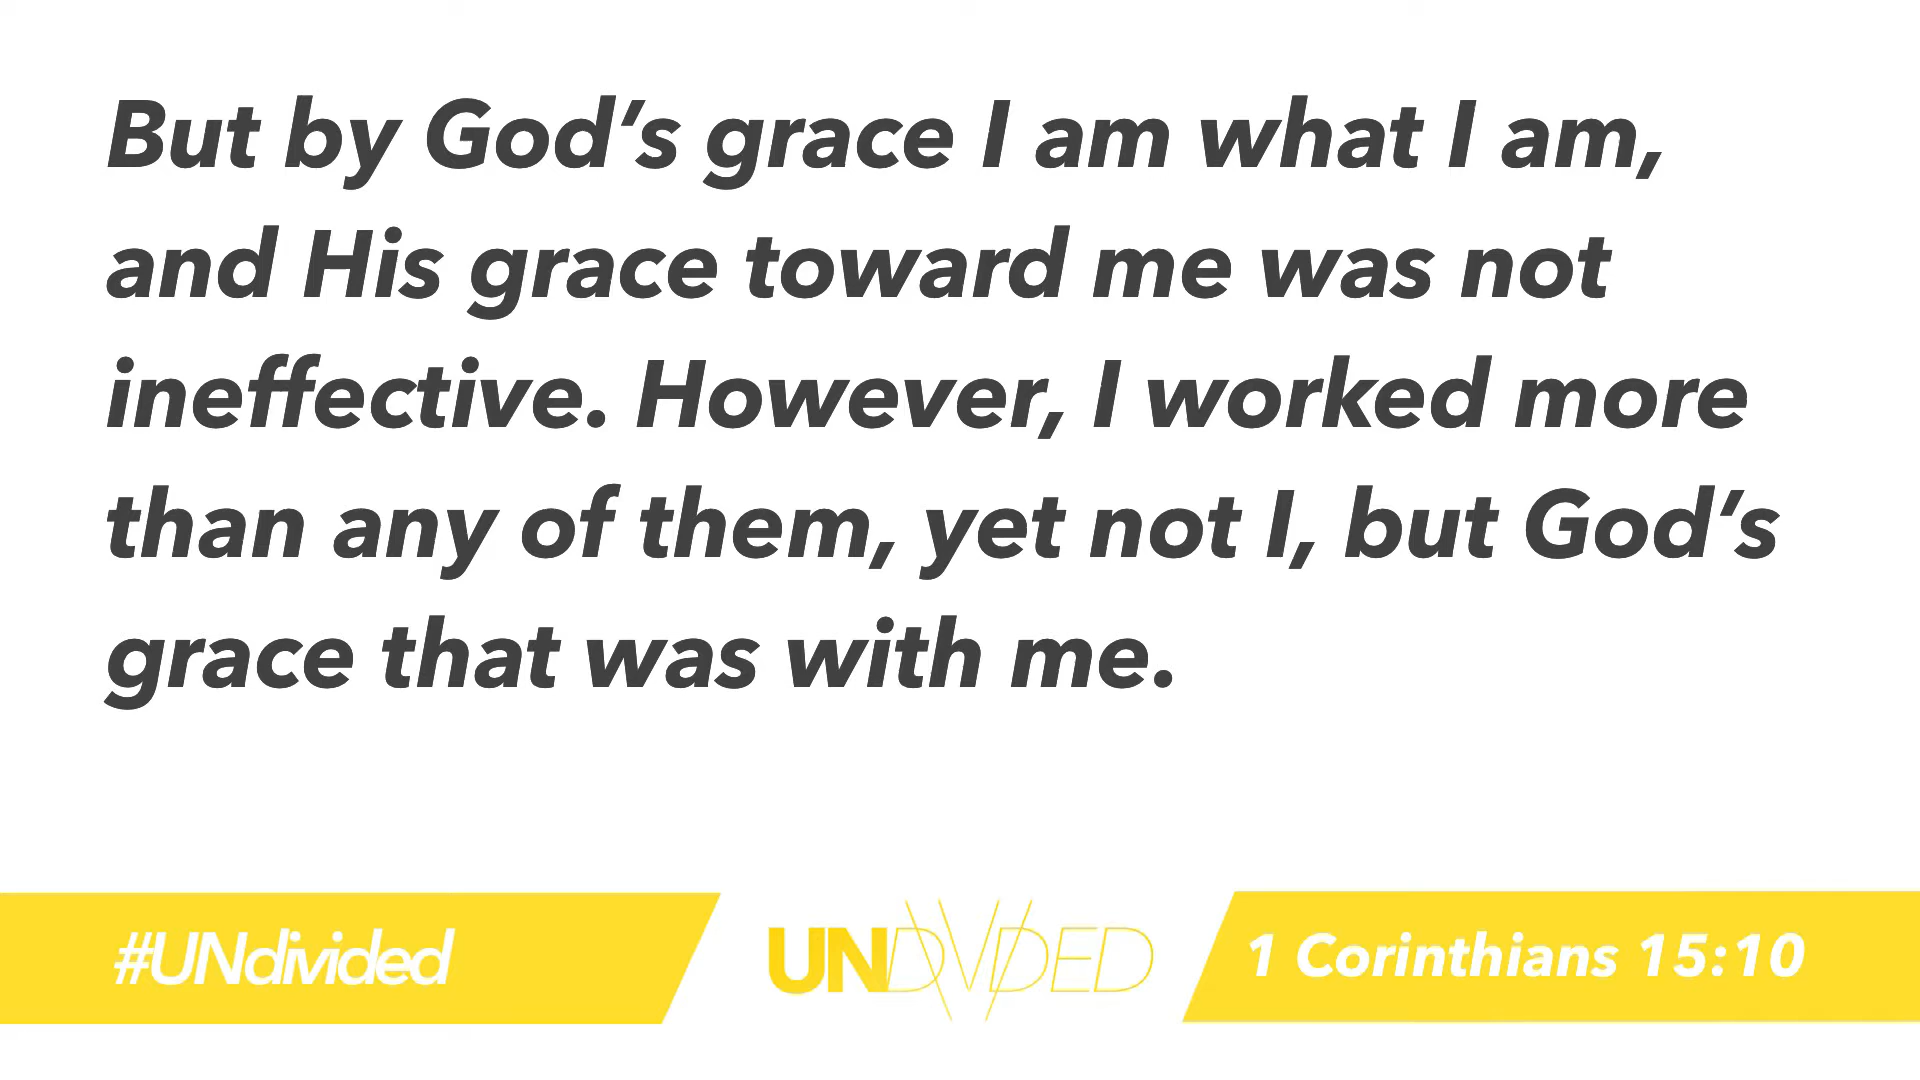 But by God’s grace I am what I am,
and His grace toward me was not
ineffective. However, I worked more
than any of them, yet not I, but God’s
grace that was with me.
#UNdivided
UNDIVIDED
1 Corinthians 15:10